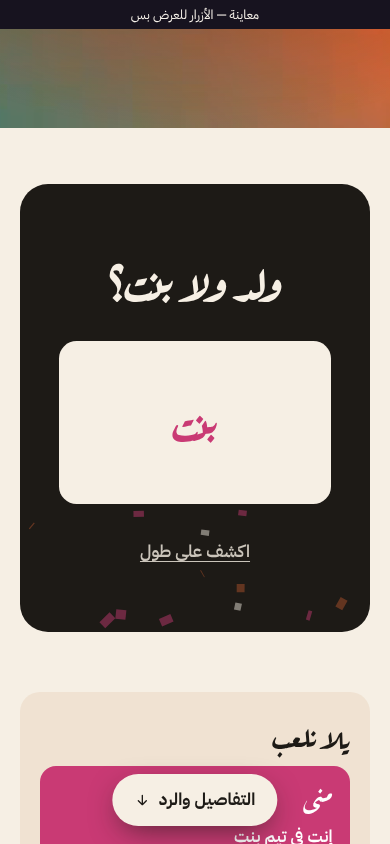 معاينة — الأزرار للعرض بس
ولد ولا بنت؟
بنت
اكشف على طول
يلا نلعب
منى
إنت في تيم بنت
التفاصيل والرد ↓